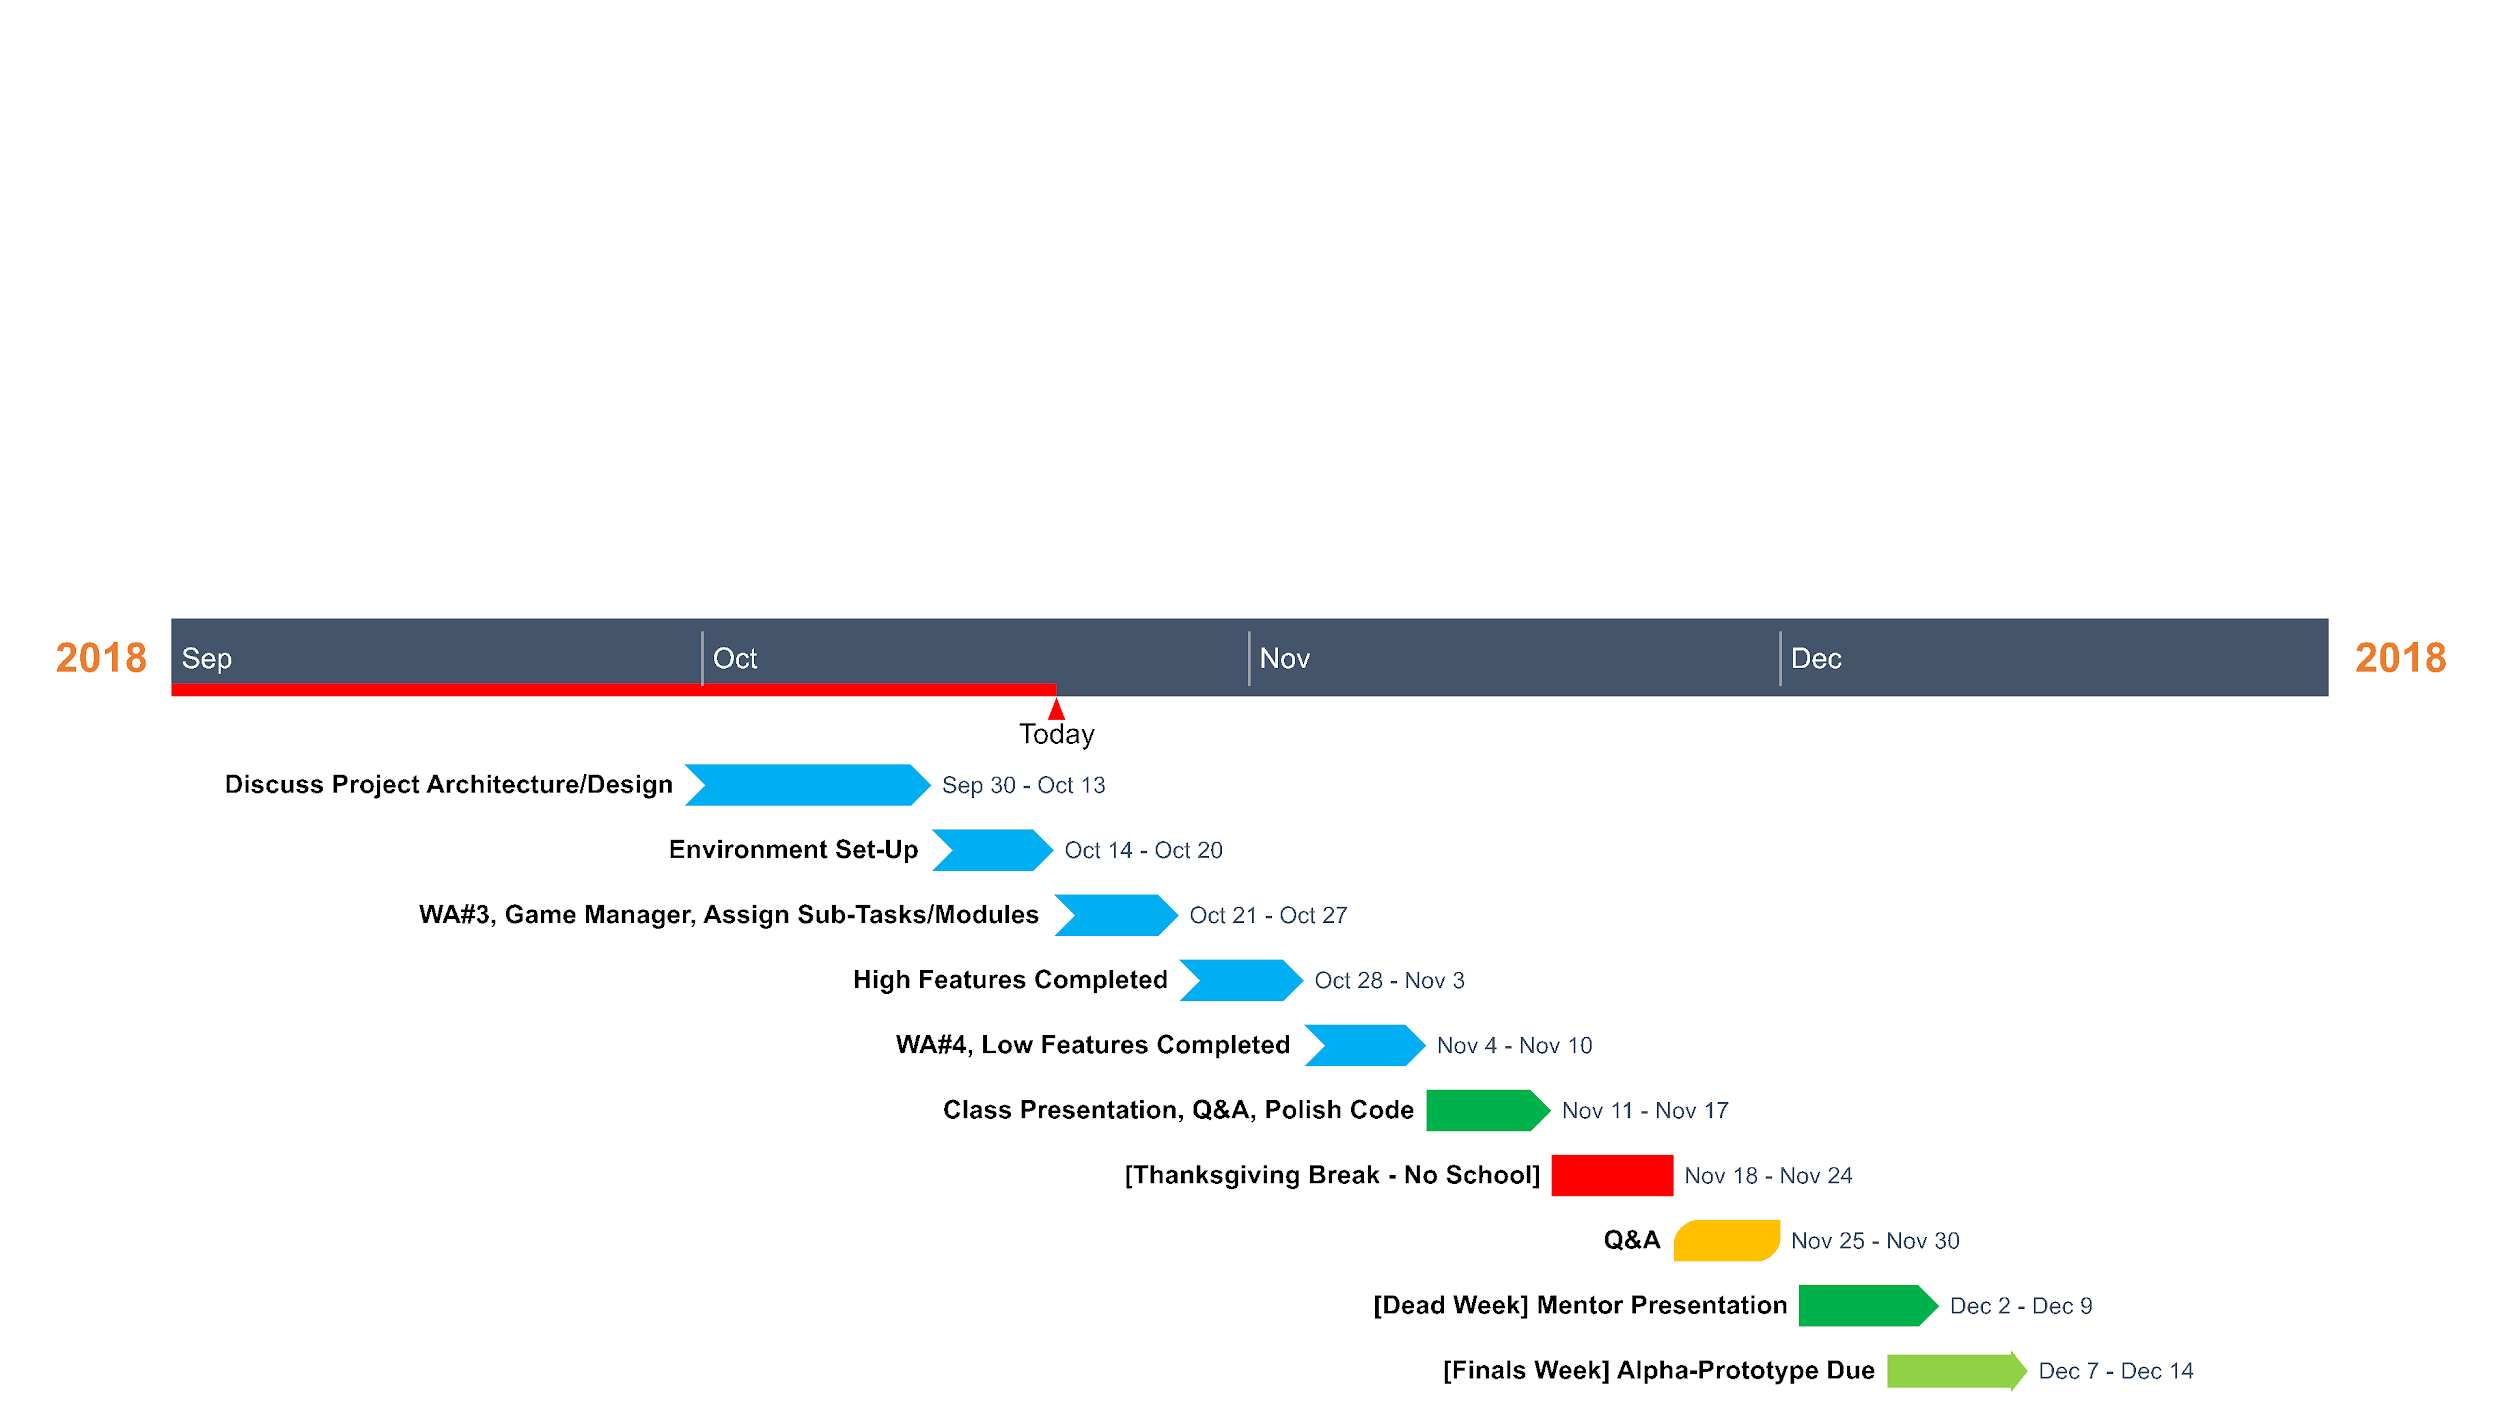 2018 Sep Oct Nov Dec 2018
Today
Discuss Project Architecture/Design Sep 30 - Oct 13
Environment Set-Up Oct 14 - Oct 20
WA#3, Game Manager, Assign Sub-Tasks/Modules Oct 21 - Oct 27
High Features Completed Oct 28 - Nov 3
WA#4, Low Features Completed Nov 4 - Nov 10
Class Presentation, Q&A, Polish Code Nov 11 - Nov 17
[Thanksgiving Break - No School] Nov 18 - Nov 24
Q&A Nov 25 - Nov 30
[Dead Week] Mentor Presentation Dec 2 - Dec 9
[Finals Week] Alpha-Prototype Due Dec 7 - Dec 14